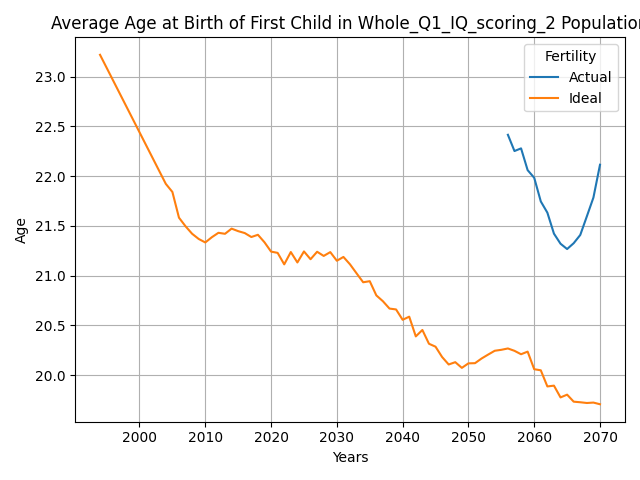 Average Age at Birth of First Child in Whole_Q1_IQ_scoring_2 Population
Fertility
Actual
Ideal
23.0
22.5
22.0
21.5
21.0
20.5
20.0
Age
2000 2010 2020 2030 2040 2050 2060 2070
Years